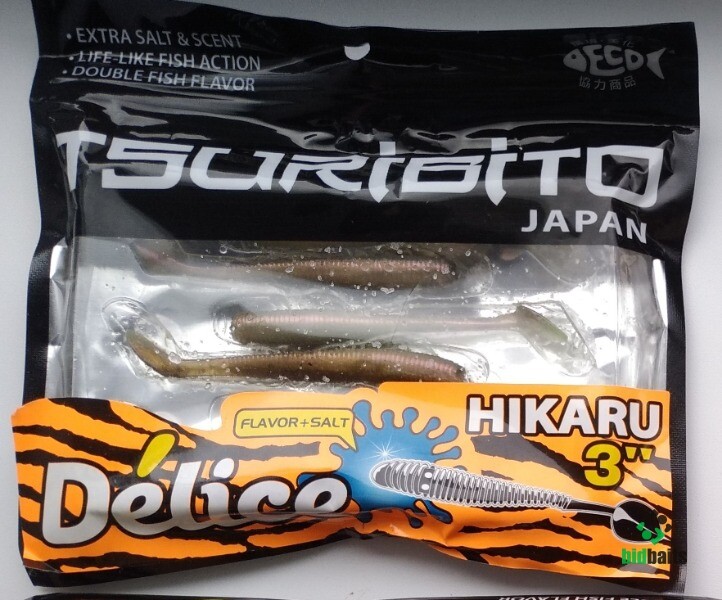 • EXTRA SALT & SCENT
• LIFE-LIKE FISH ACTION
• DOUBLE FISH FLAVOR
協力商品
TSURIBITO
JAPAN
FLAVOR+SALT
HIKARU
3"
Délice
bidbaits